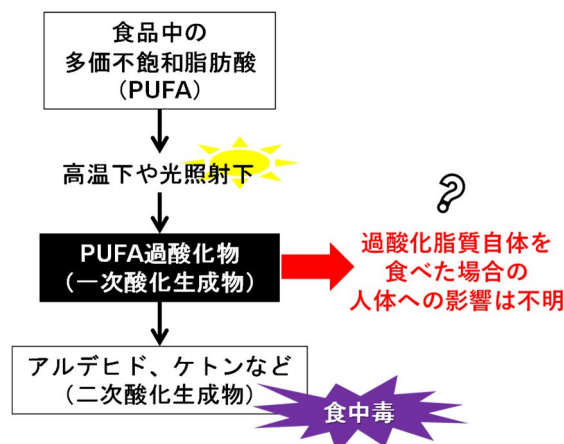 食品中の
多価不飽和脂肪酸
（PUFA）
高温下や光照射下
PUFA過酸化物
（一次酸化生成物）
?
過酸化脂質自体を
食べた場合の
人体への影響は不明
アルデヒド、ケトンなど
（二次酸化生成物）
食中毒